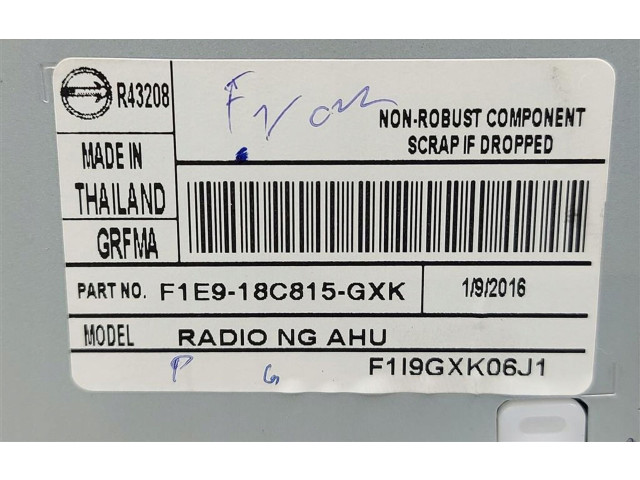 R43208
NON-ROBUST COMPONENT
SCRAP IF DROPPED
MADE IN
THAILAND
GRFMA
PART NO. F1E9-18C815-GXK 1/9/2016
MODEL RADIO NG AHU
P G F1I9GXK06J1